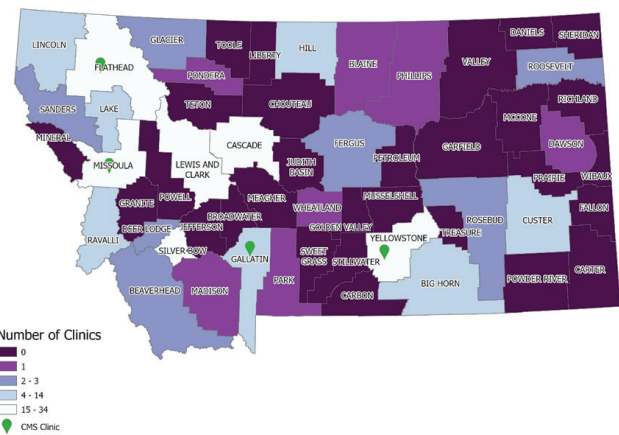 LINCOLN
FLATHEAD
GLACIER
TOOLE
LIBERTY
HILL
BLAINE
PHILLIPS
VALLEY
DANIELS
SHERIDAN
ROOSEVELT
PONDERA
TETON
CHOUTEAU
SANDERS
LAKE
MINERAL
MISSOULA
LEWIS AND
CLARK
CASCADE
JUDITH
BASIN
FERGUS
PETROLEUM
GARFIELD
MCCONE
RICHLAND
DAWSON
PRAIRIE
WIBAUX
GRANITE
POWELL
DEER LODGE
JEFFERSON
BROADWATER
MEAGHER
WHEATLAND
GOLDEN VALLEY
MUSSELSHELL
ROSEBUD
TREASURE
CUSTER
FALLON
RAVALLI
SILVER BOW
GALLATIN
PARK
SWEET
GRASS
STILLWATER
YELLOWSTONE
CARBON
BIG HORN
POWDER RIVER
CARTER
BEAVERHEAD
MADISON
Number of Clinics
0
1
2 - 3
4 - 14
15 - 34
CMS Clinic